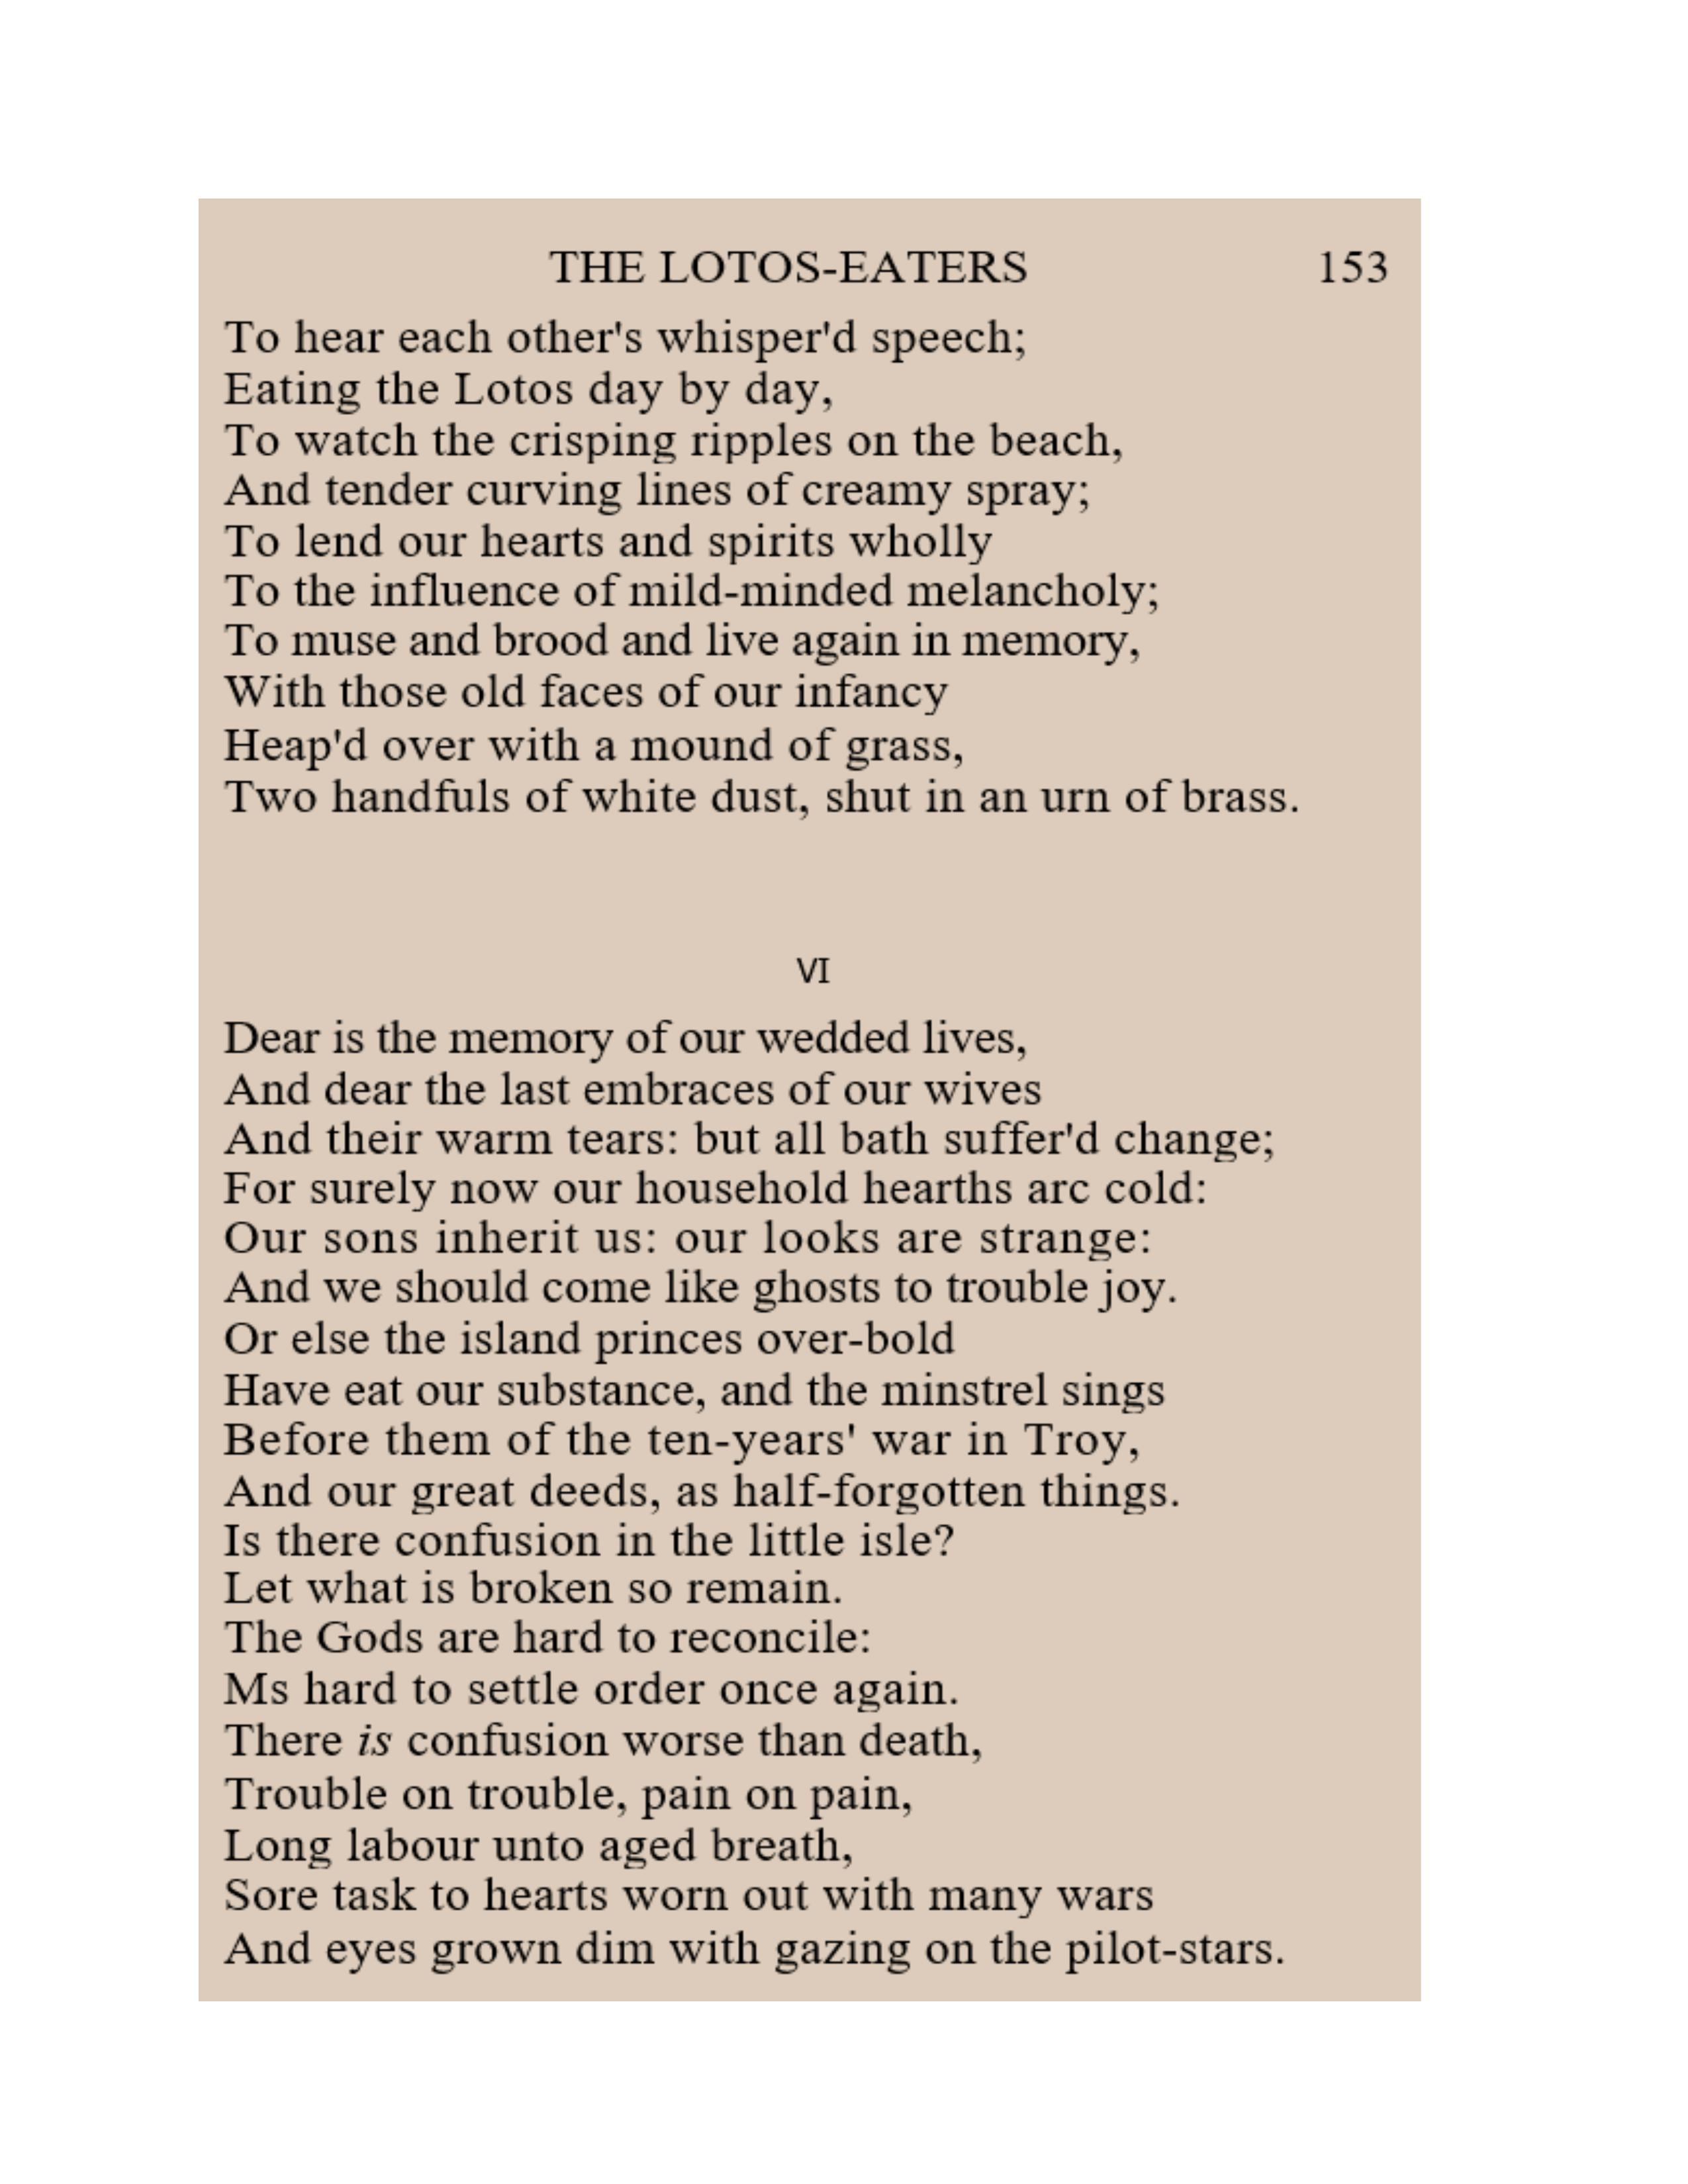 THE LOTOS-EATERS 153
To hear each other's whisper'd speech;
Eating the Lotos day by day,
To watch the crisping ripples on the beach,
And tender curving lines of creamy spray;
To lend our hearts and spirits wholly
To the influence of mild-minded melancholy;
To muse and brood and live again in memory,
With those old faces of our infancy
Heap'd over with a mound of grass,
Two handfuls of white dust, shut in an urn of brass.
VI
Dear is the memory of our wedded lives,
And dear the last embraces of our wives
And their warm tears: but all bath suffer'd change;
For surely now our household hearths arc cold:
Our sons inherit us: our looks are strange:
And we should come like ghosts to trouble joy.
Or else the island princes over-bold
Have eat our substance, and the minstrel sings
Before them of the ten-years' war in Troy,
And our great deeds, as half-forgotten things.
Is there confusion in the little isle?
Let what is broken so remain.
The Gods are hard to reconcile:
Ms hard to settle order once again.
There is confusion worse than death,
Trouble on trouble, pain on pain,
Long labour unto aged breath,
Sore task to hearts worn out with many wars
And eyes grown dim with gazing on the pilot-stars.